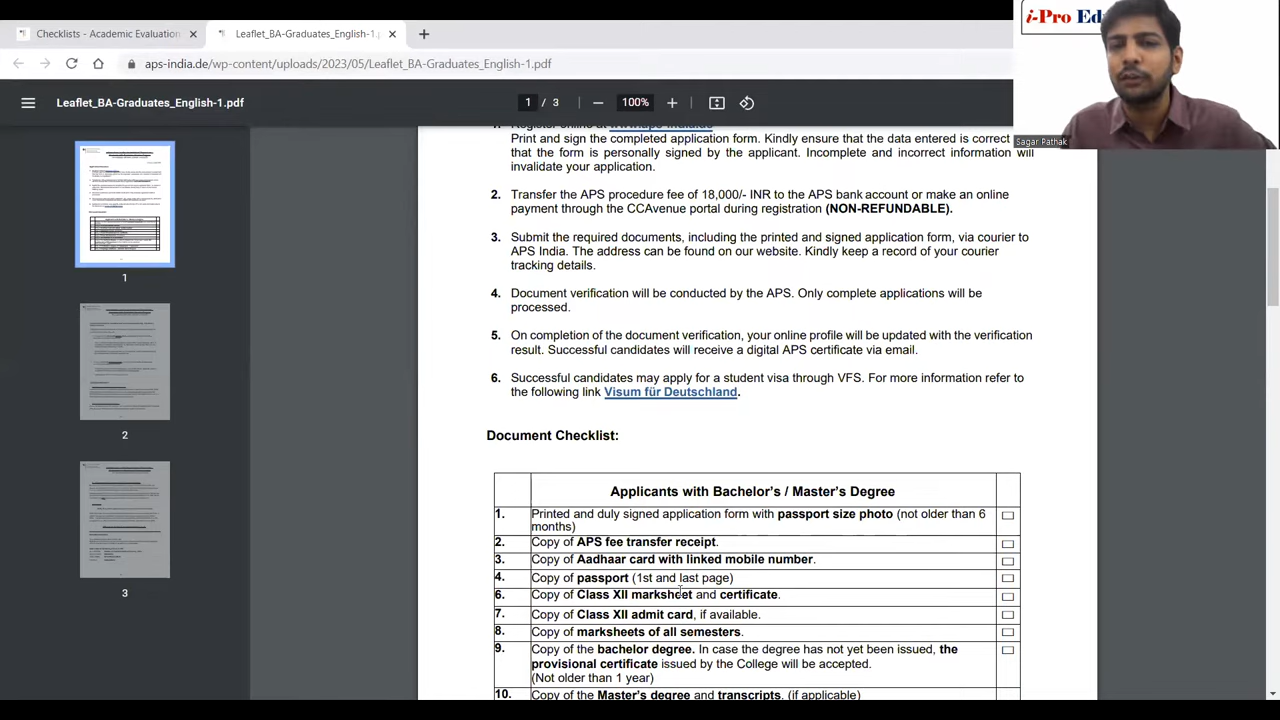 i-Pro Ed
Checklists - Academic Evaluation
Leaflet_BA-Graduates_English-1.p
aps-india.de/wp-content/uploads/2023/05/Leaflet_BA-Graduates_English-1.pdf
Leaflet_BA-Graduates_English-1.pdf
1 / 3
100%
Sagar Pathak
1
2
3
1. Register online at www.aps-india.de
Print and sign the completed application form. Kindly ensure that the data entered is correct
that the form is personally signed by the applicant. Incomplete and incorrect information will
invalidate your application.
2. Transfer the APS procedure fee of 18,000/- INR to the APS bank account or make an online
payment through the CCAvenue portal during registration (NON-REFUNDABLE).
3. Submit the required documents, including the printed and signed application form, via courier to
APS India. The address can be found on our website. Kindly keep a record of your courier
tracking details.
4. Document verification will be conducted by the APS. Only complete applications will be
processed.
5. On completion of the document verification, your online profile will be updated with the verification
result. Successful candidates will receive a digital APS certificate via email.
6. Successful candidates may apply for a student visa through VFS. For more information refer to
the following link Visum für Deutschland.
Document Checklist:
Applicants with Bachelor's / Master's Degree
1. Printed and duly signed application form with passport size photo (not older than 6
months)
2. Copy of APS fee transfer receipt.
3. Copy of Aadhaar card with linked mobile number.
4. Copy of passport (1st and last page)
6. Copy of Class XII marksheet and certificate.
7. Copy of Class XII admit card, if available.
8. Copy of marksheets of all semesters.
9. Copy of the bachelor degree. In case the degree has not yet been issued, the
provisional certificate issued by the College will be accepted.
(Not older than 1 year)
10. Copy of the Master's degree and transcripts. (if applicable)